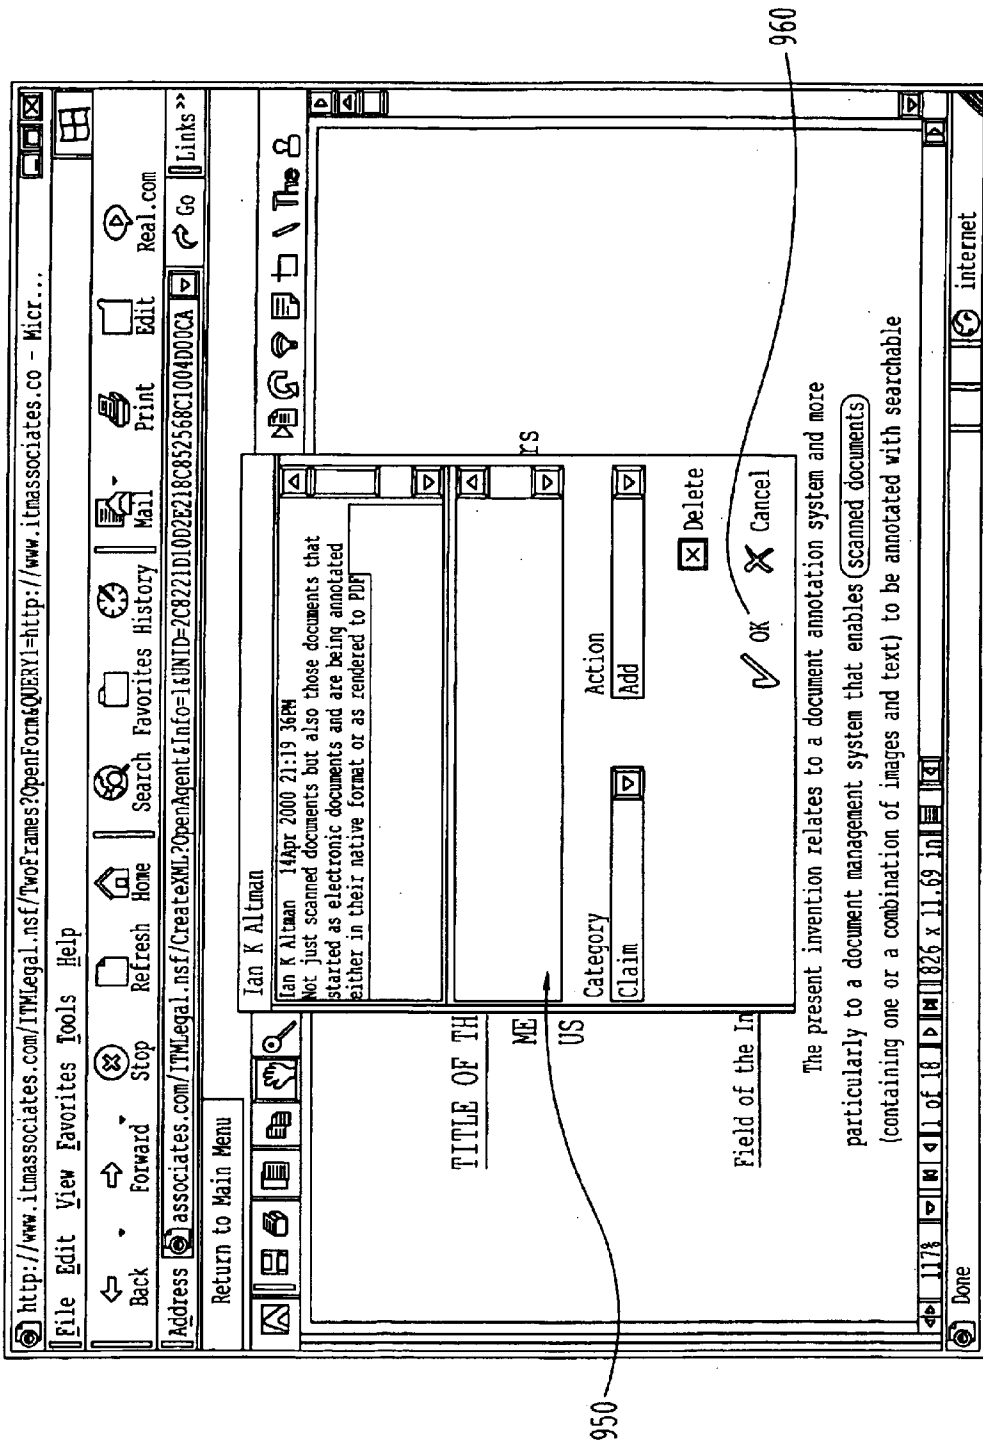 http://www.itmassociates.com/ITMLegal.nsf/TwoFrames?OpenForm&QUERY1=http://www.itmassociates.co - Micr...
File Edit View Favorites Tools Help
Back Forward Stop Refresh Home Search Favorites History Mail Print Edit Real.com
Address associates.com/ITMLegal.nsf/CreateXML?OpenAgent&Info=1&UNID=2C8221D10D2E218C852568C1004D00CA Go Links >>
Return to Main Menu
The
Ian K Altman
Ian K Altman 14Apr 2000 21:19 36PM
Not just scanned documents but also those documents that
started as electronic documents and are being annotated
either in their native format or as rendered to PDF
TITLE OF TH
ME
US
rs
Category Action
Claim Add
Delete
OK Cancel
Field of the In
The present invention relates to a document annotation system and more
particularly to a document management system that enables scanned documents
(containing one or a combination of images and text) to be annotated with searchable
117% 1 of 18 826 x 11.69 in
Done internet
950
960